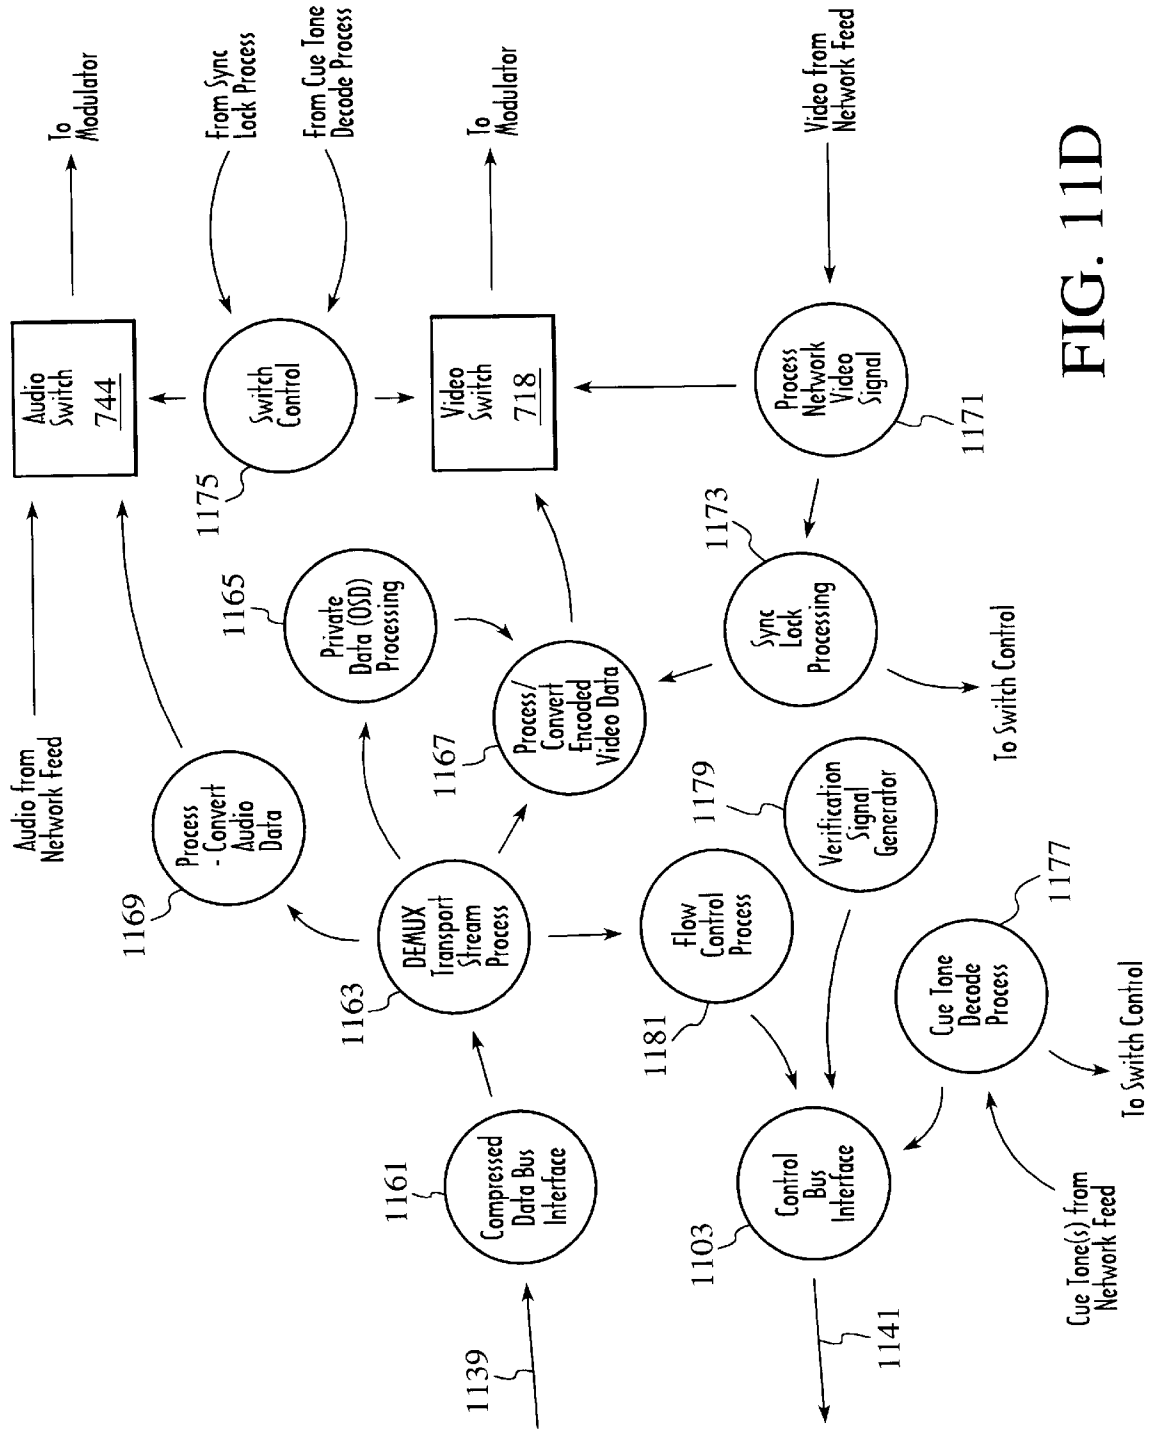 To
Modulator
From Sync
Lock Process
From Cue Tone
Decode Process
To
Modulator
Video from
Network Feed
Audio
Switch
744
Switch
Control
1175
Video
Switch
718
Process
Network
Video
Signal
1171
Audio from
Network Feed
Process
- Convert
Audio
Data
1169
Private
Data (OSD)
Processing
1165
Process/
Convert
Encoded
Video Data
1167
Sync
Lock
Processing
1173
To Switch Control
DEMUX
Transport
Stream
Process
1163
Flow
Control
Process
1181
Verification
Signal
Generator
1179
Cue Tone
Decode
Process
1177
To Switch Control
Compressed
Data Bus
Interface
1161
Control
Bus
Interface
1103
Cue Tone(s) from
Network Feed
1139
1141
FIG. 11D